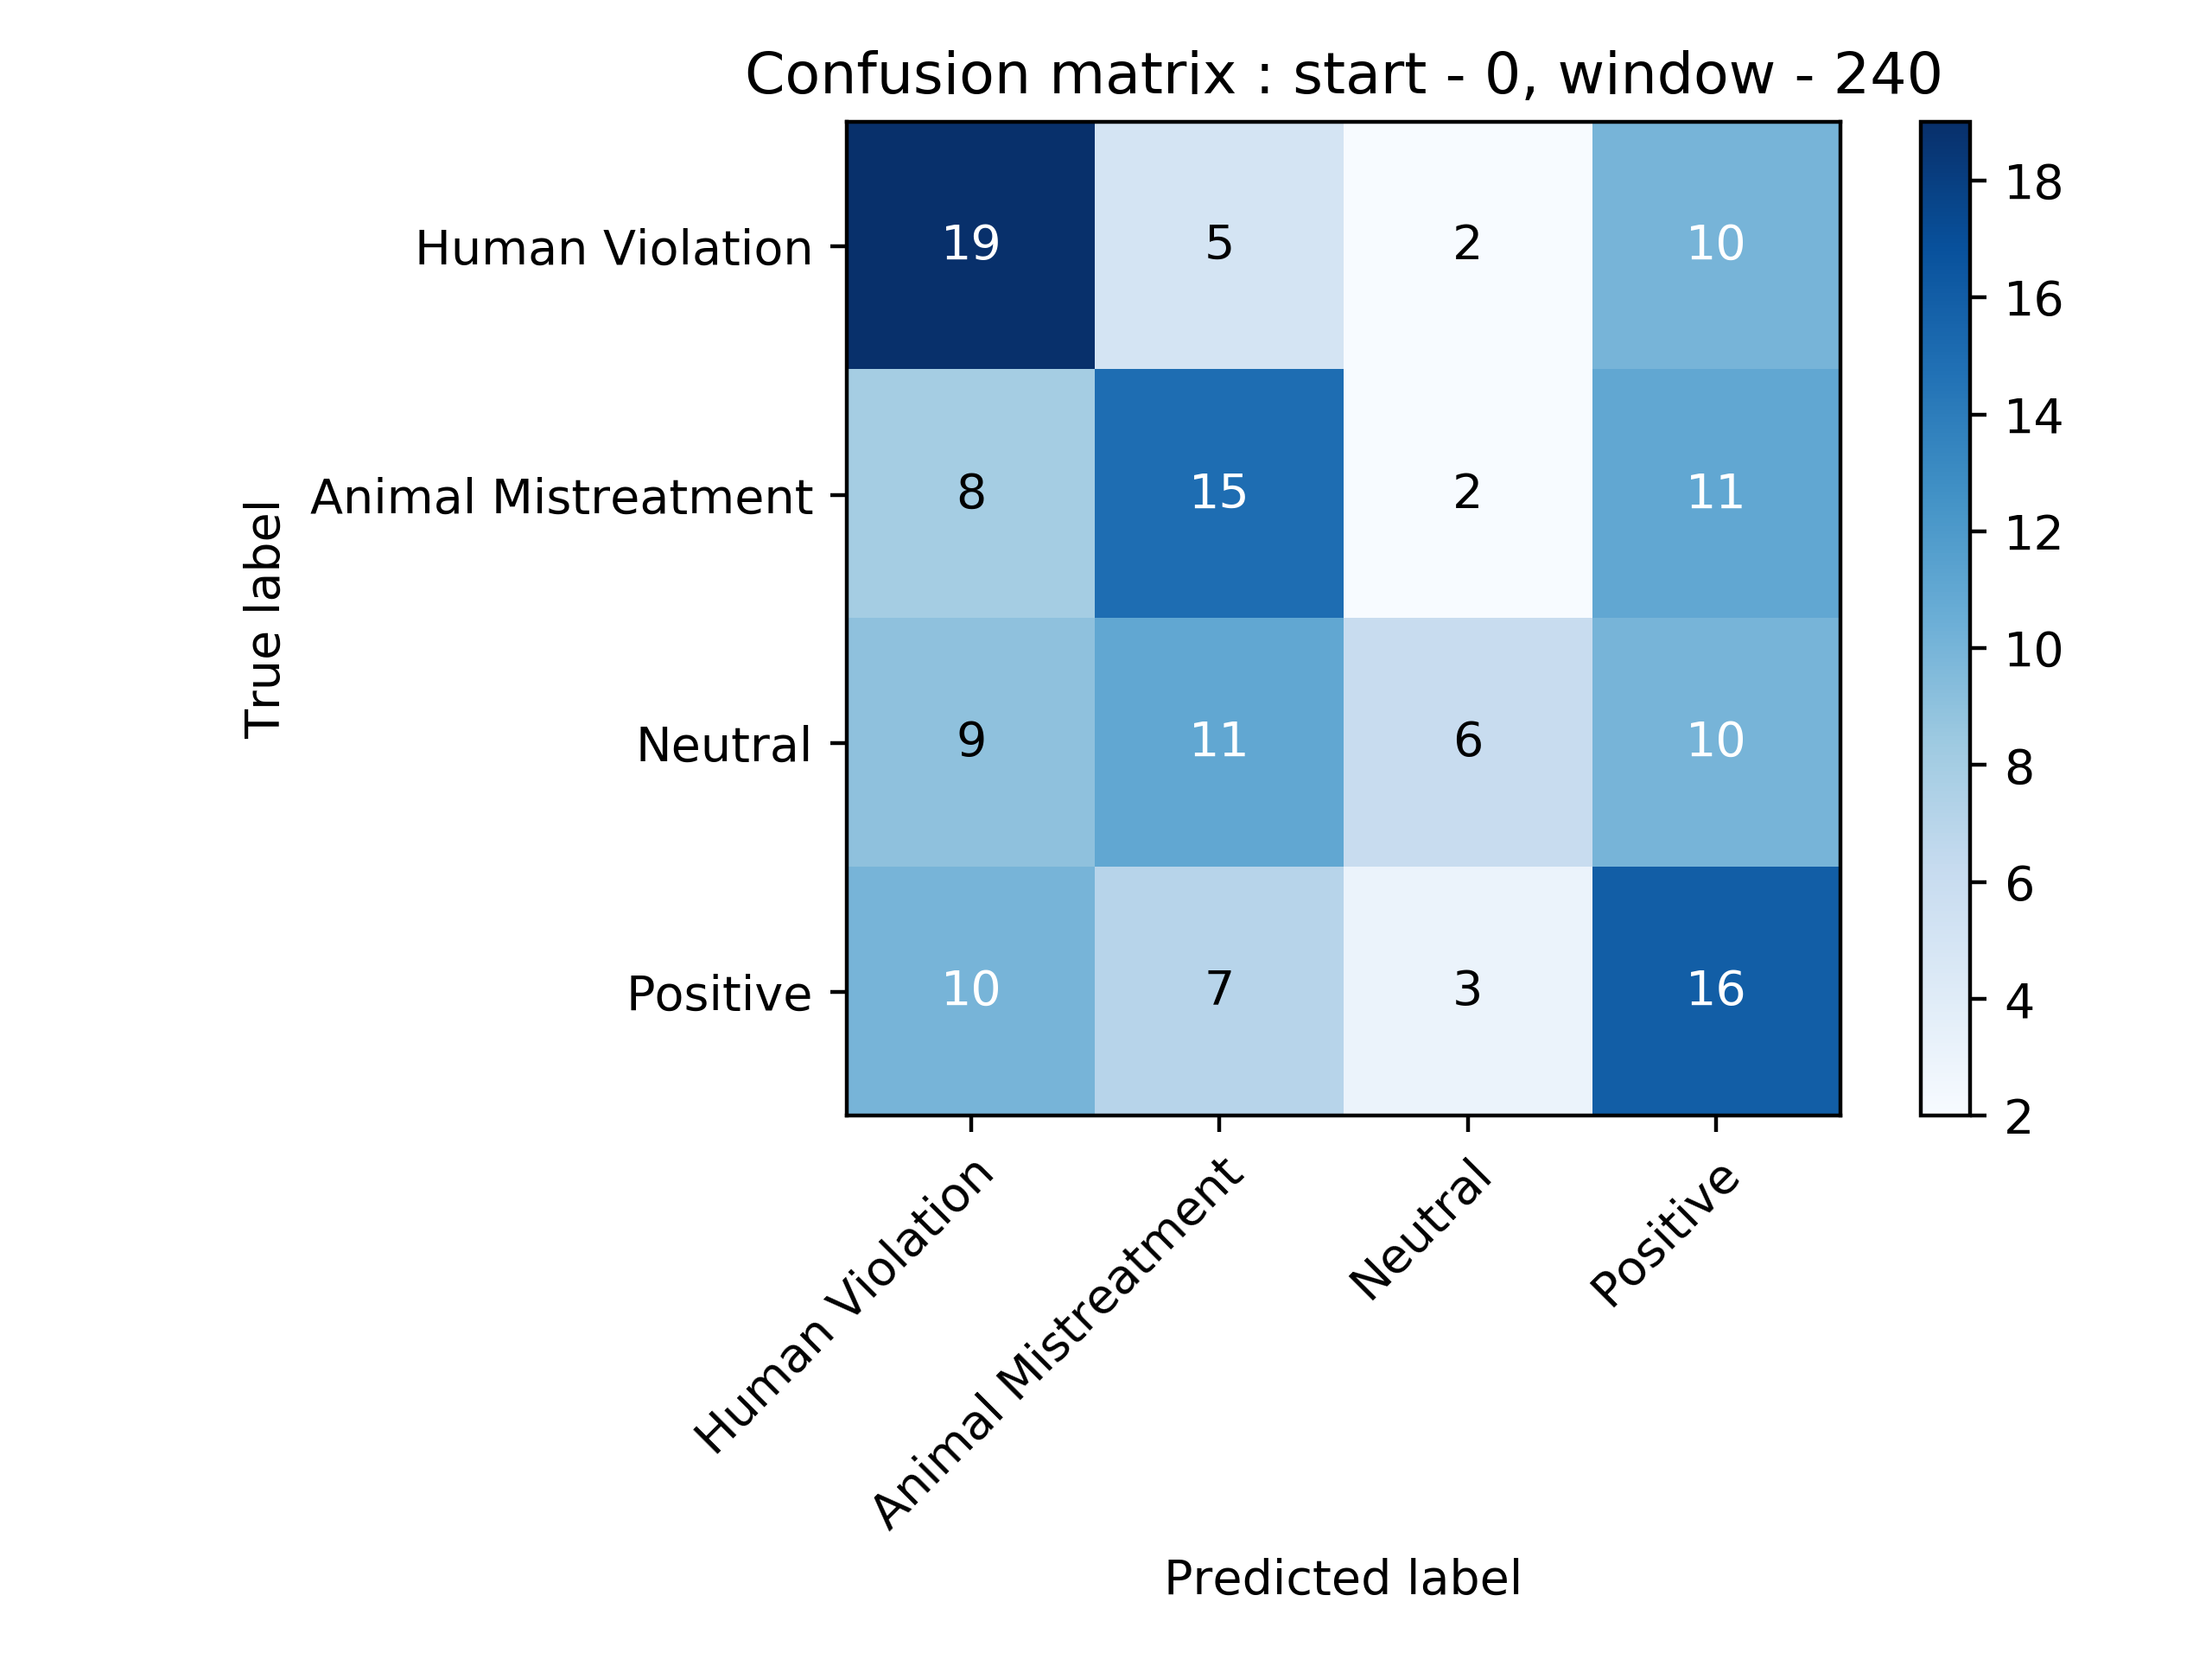 Confusion matrix : start - 0, window - 240
True label
Human Violation 19 5 2 10
Animal Mistreatment 8 15 2 11
Neutral 9 11 6 10
Positive 10 7 3 16
Human Violation
Animal Mistreatment
Neutral
Positive
Predicted label
18
16
14
12
10
8
6
4
2